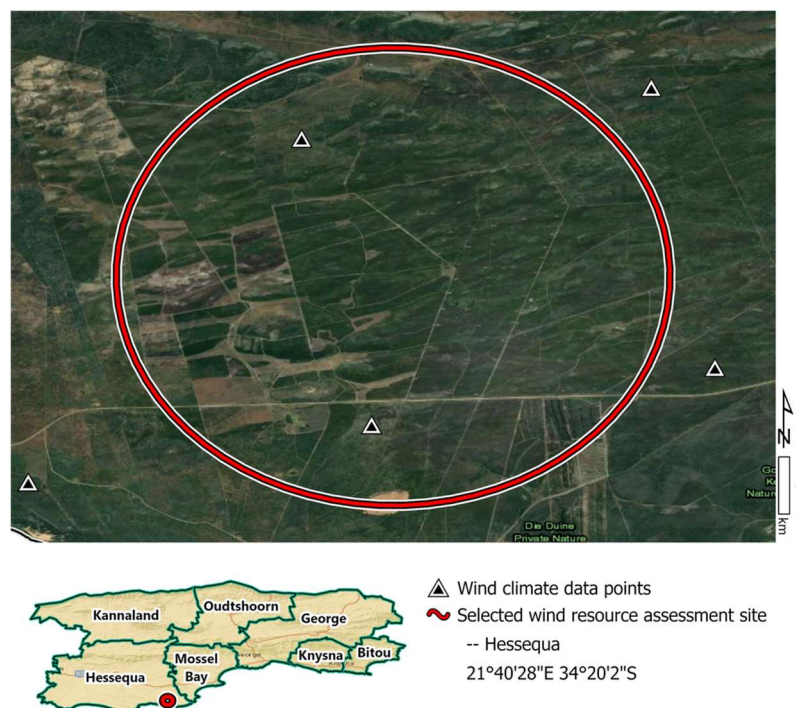 N
km
Die Duine
Private Nature
Kannaland
Oudtshoorn
George
Hessequa
Mossel
Bay
Knysna
Bitou
Wind climate data points
Selected wind resource assessment site
-- Hessequa
21°40'28"E 34°20'2"S